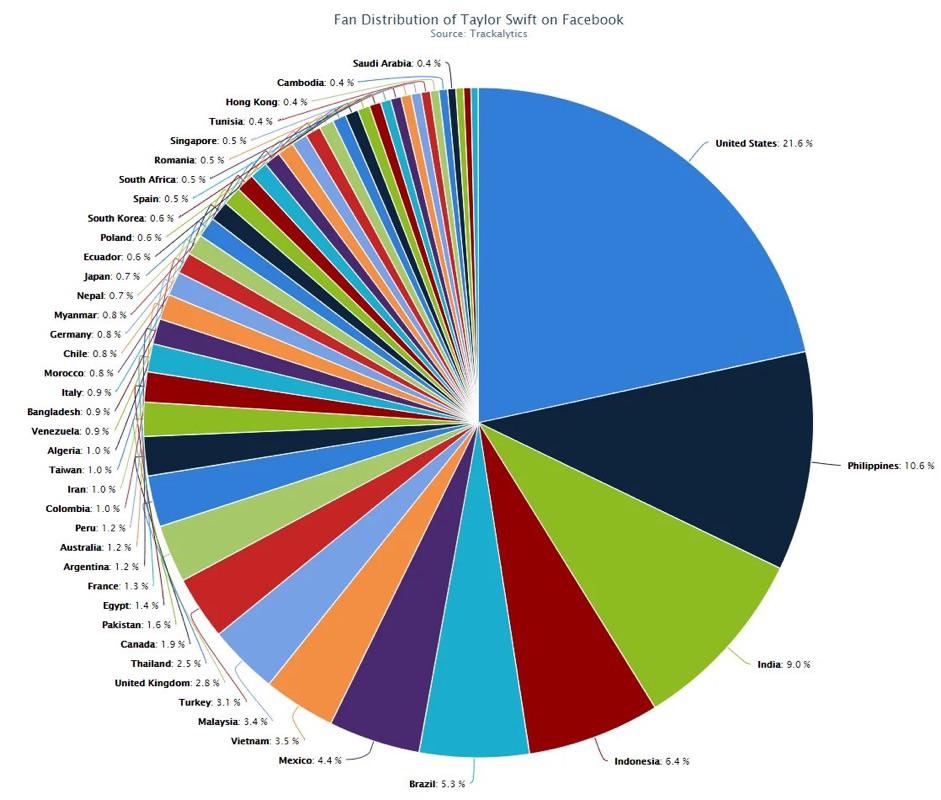 Fan Distribution of Taylor Swift on Facebook
Source: Trackalytics
Saudi Arabia: 0.4 %
Cambodia: 0.4 %
Hong Kong: 0.4 %
Tunisia: 0.4 %
Singapore: 0.5 %
Romania: 0.5 %
South Africa: 0.5 %
Spain: 0.5 %
South Korea: 0.6 %
Poland: 0.6 %
Ecuador: 0.6 %
Japan: 0.7 %
Nepal: 0.7 %
Myanmar: 0.8 %
Germany: 0.8 %
Chile: 0.8 %
Morocco: 0.8 %
Italy: 0.9 %
Bangladesh: 0.9 %
Venezuela: 0.9 %
Algeria: 1.0 %
Taiwan: 1.0 %
Iran: 1.0 %
Colombia: 1.0 %
Peru: 1.2 %
Australia: 1.2 %
Argentina: 1.2 %
France: 1.3 %
Egypt: 1.4 %
Pakistan: 1.6 %
Canada: 1.9 %
Thailand: 2.5 %
United Kingdom: 2.8 %
Turkey: 3.1 %
Malaysia: 3.4 %
Vietnam: 3.5 %
Mexico: 4.4 %
Brazil: 5.3 %
Indonesia: 6.4 %
India: 9.0 %
Philippines: 10.6 %
United States: 21.6 %